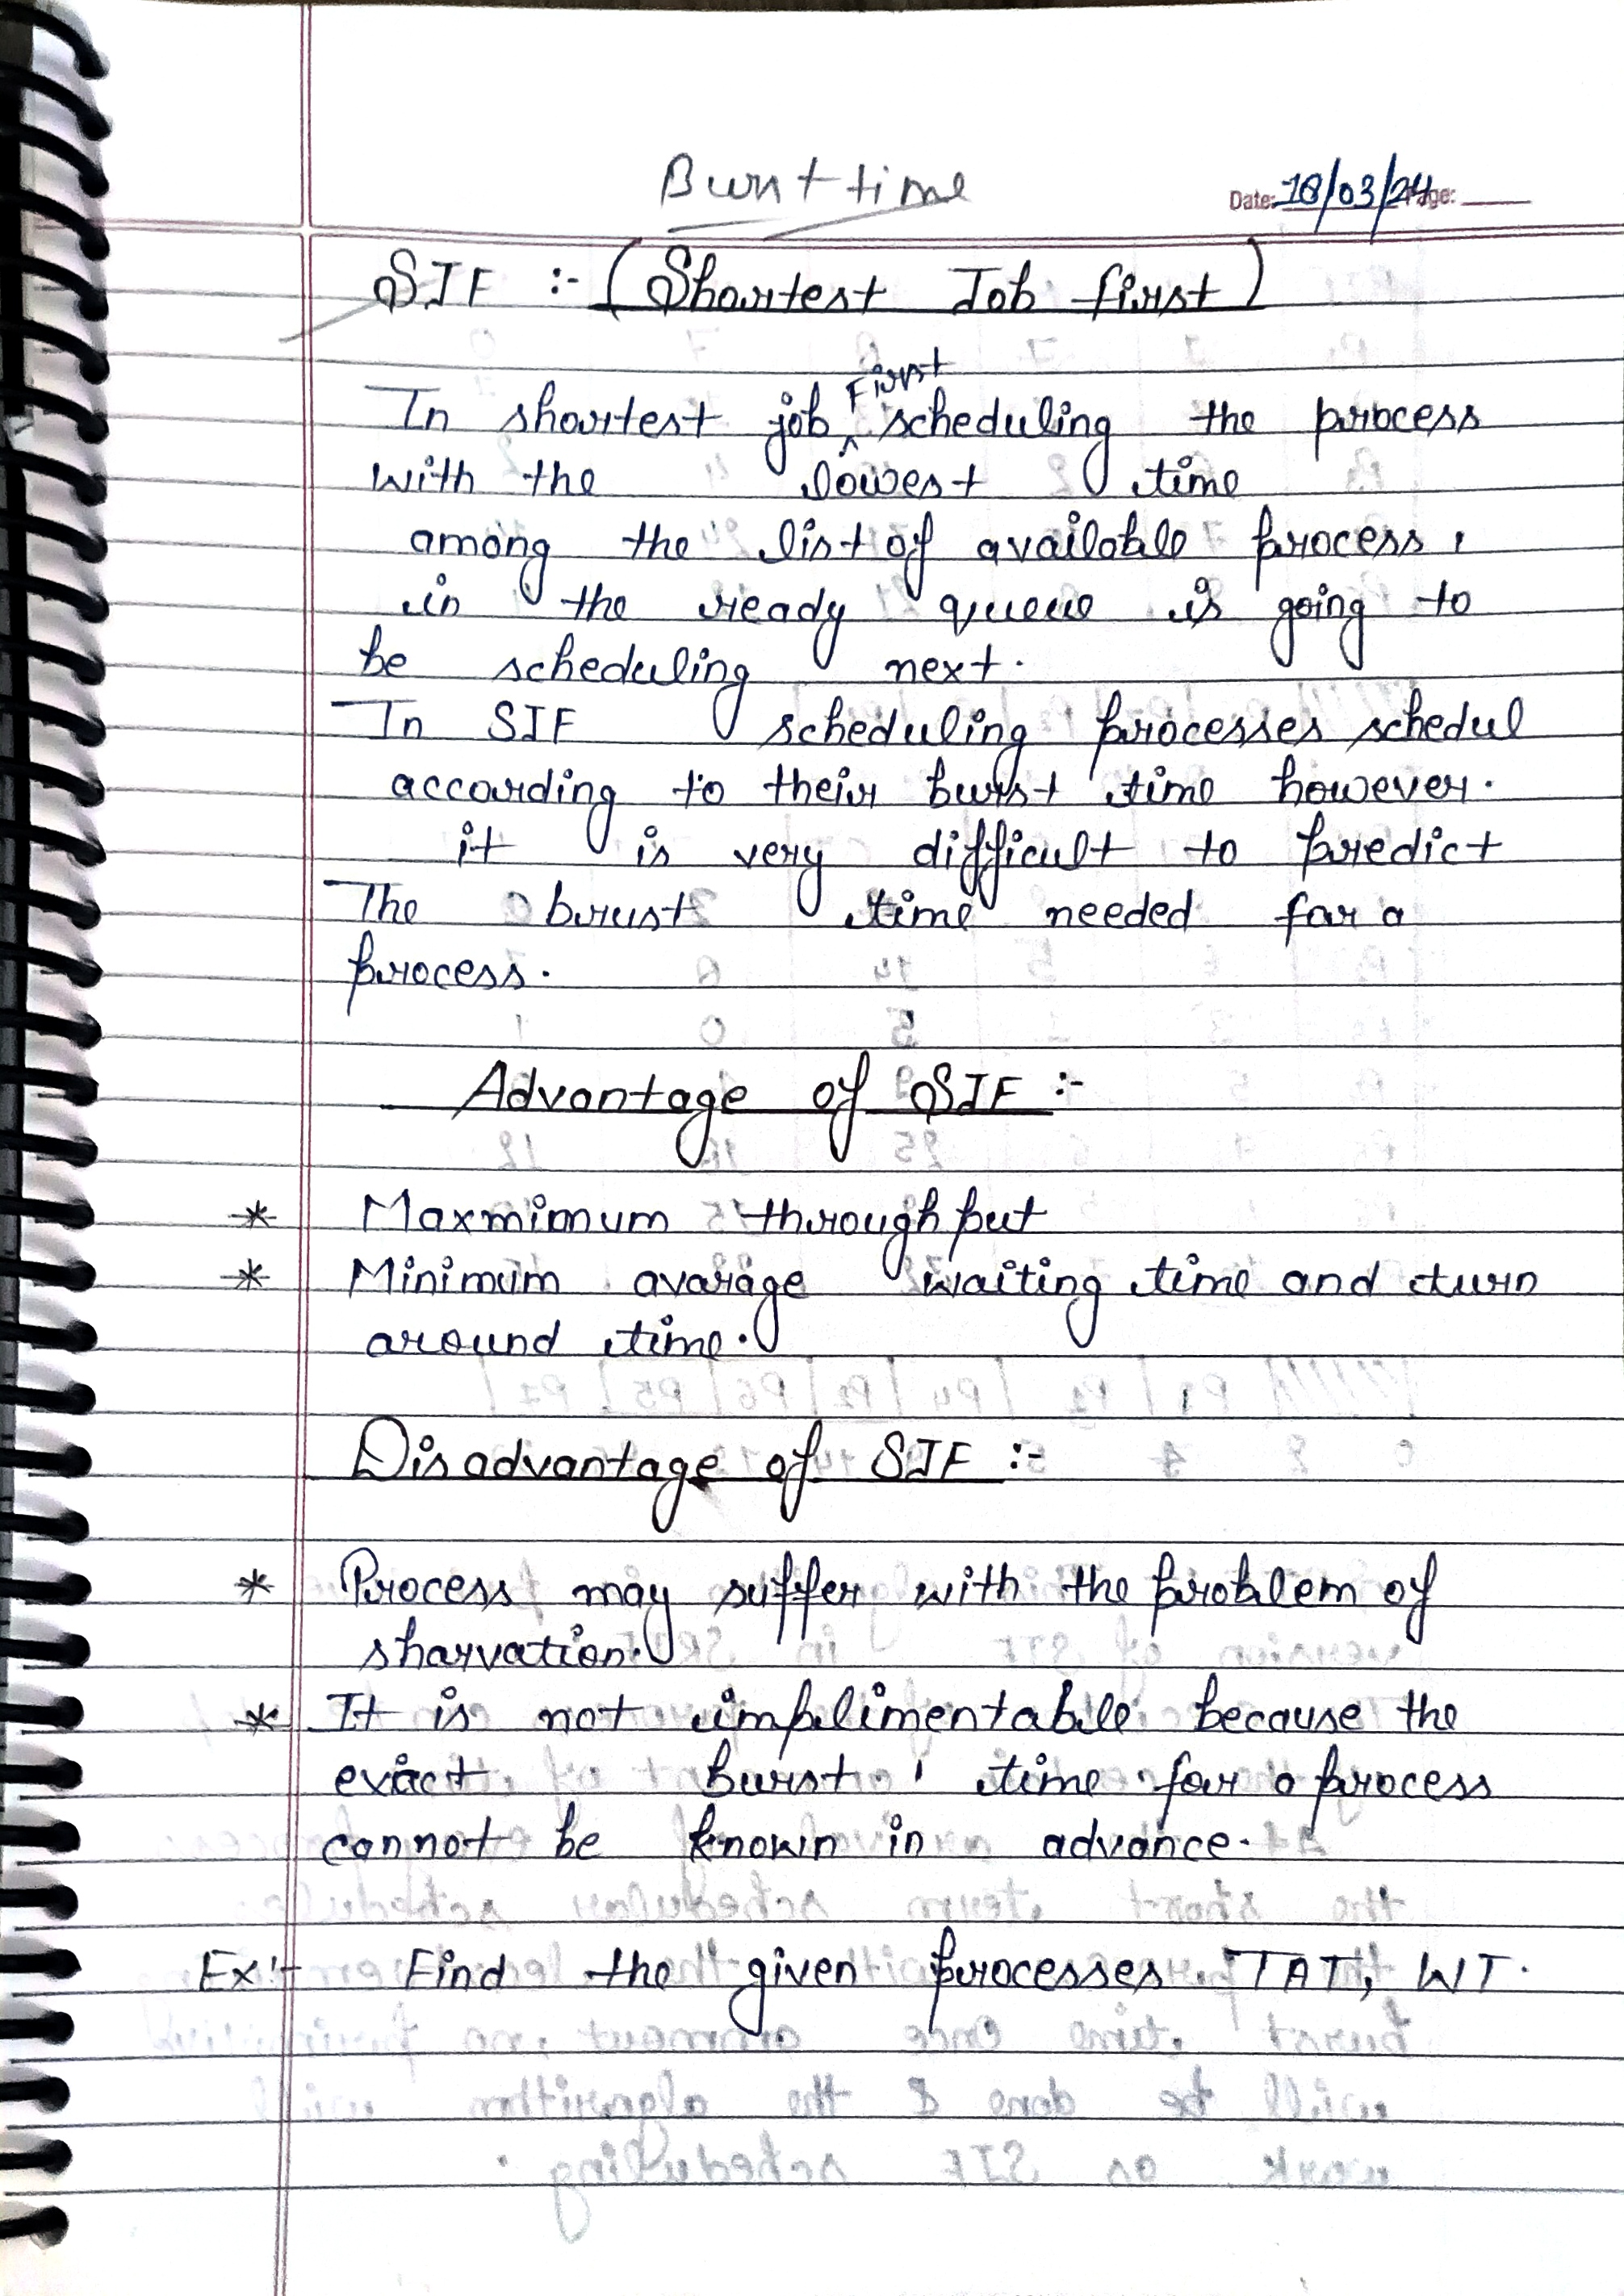 Burst time
Date: 18/03/24 Page:
SJF :- (Shortest Job first)
In shortest job First scheduling the process
with the lowest time
among the list of available process,
in the ready queue is going to
be scheduling next.
In SJF scheduling processes schedul
according to their burst time however.
it is very difficult to predict
The brust time needed for a
process.
Advantage of SJF :-
* Maxmimum throughput
* Minimum avarage waiting time and turn
around time.
Disadvantage of SJF :-
* Process may suffer with the problem of
sharvation.
* It is not implimentable because the
exact burst time for a process
cannot be known in advance.
Ex:- Find the given processes TAT, WT.